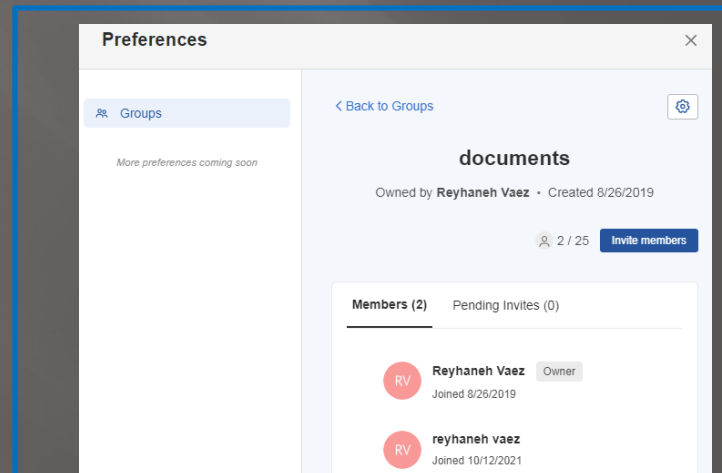 Preferences
Groups
More preferences coming soon
Back to Groups
documents
Owned by Reyhaneh Vaez • Created 8/26/2019
2 / 25 Invite members
Members (2) Pending Invites (0)
RV Reyhaneh Vaez Owner
Joined 8/26/2019
RV reyhaneh vaez
Joined 10/12/2021